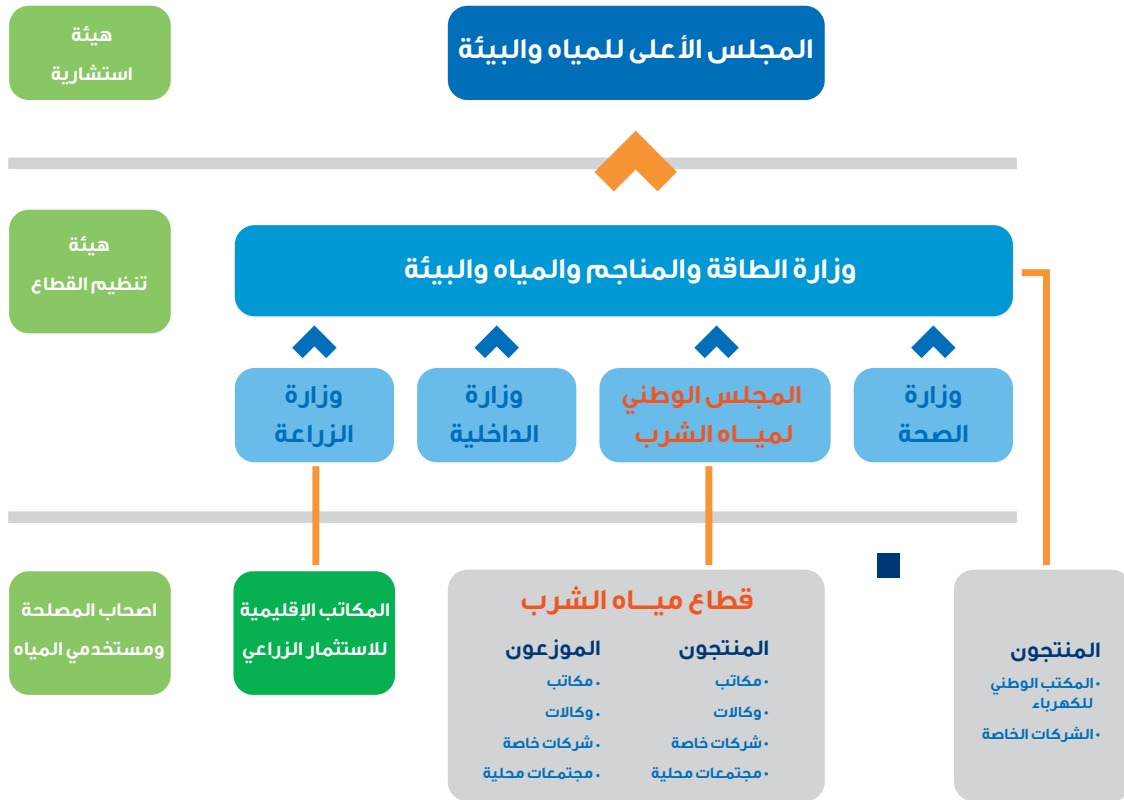 المجلس الأعلى للمياه والبيئة
هيئة
استشارية
هيئة
تنظيم القطاع
وزارة الطاقة والمناجم والمياه والبيئة
وزارة
الصحة
المجلس الوطني
لميـــاه الشرب
وزارة
الداخلية
وزارة
الزراعة
المنتجون
•المكتب الوطني
للكهرباء
•الشركات الخاصة
قطاع ميـــاه الشرب
المنتجون
•مكاتب
•وكالات
•شركات خاصة
•مجتمعات محلية
الموزعون
•مكاتب
•وكالات
•شركات خاصة
•مجتمعات محلية
المكاتب الإقليمية
للاستثمار الزراعي
اصحاب المصلحة
ومستخدمي المياه